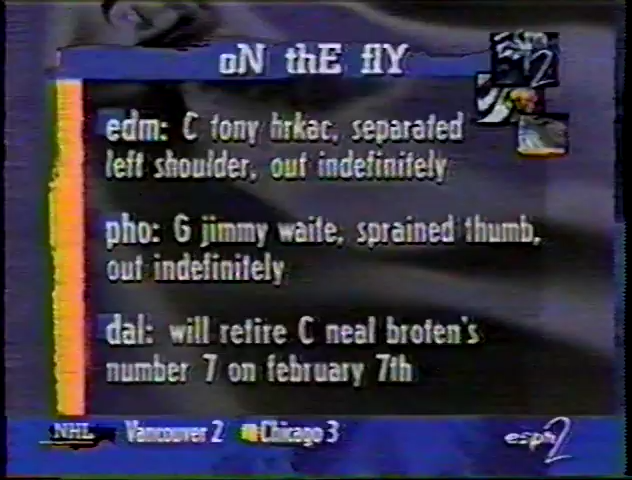 oN thE flY
edm: C tony hrkac, separated
left shoulder, out indefinitely
pho: G jimmy waite, sprained thumb,
out indefinitely
dal: will retire C neal broten's
number 7 on february 7th
NHL Vancouver 2 Chicago 3 espn2